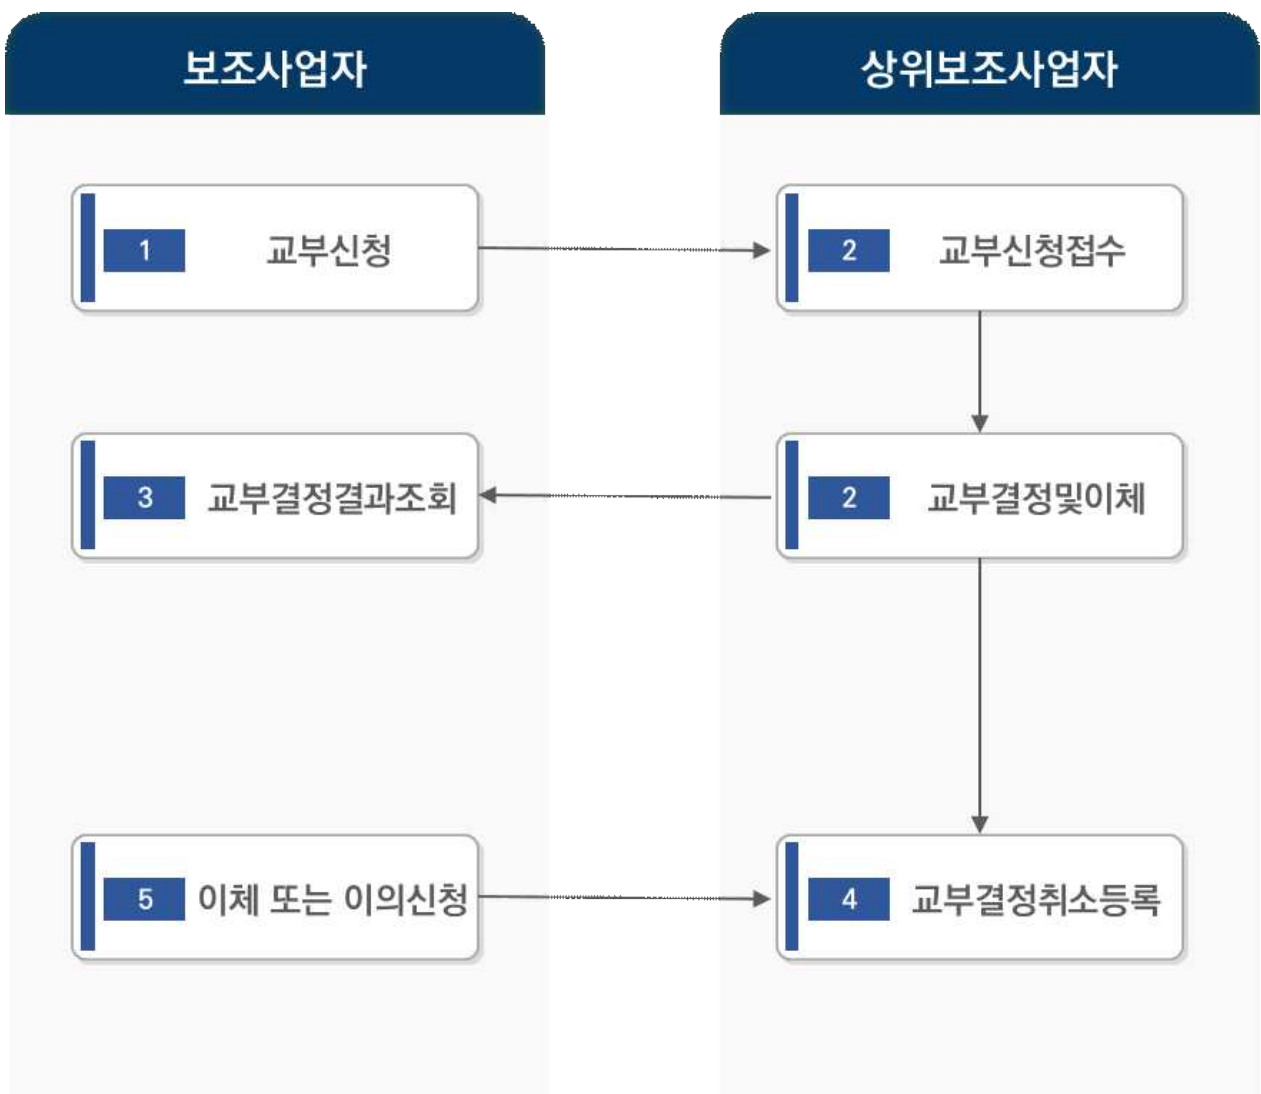 보조사업자
상위보조사업자
1 교부신청
2 교부신청접수
3 교부결정결과조회
2 교부결정및이체
5 이체 또는 이의신청
4 교부결정취소등록